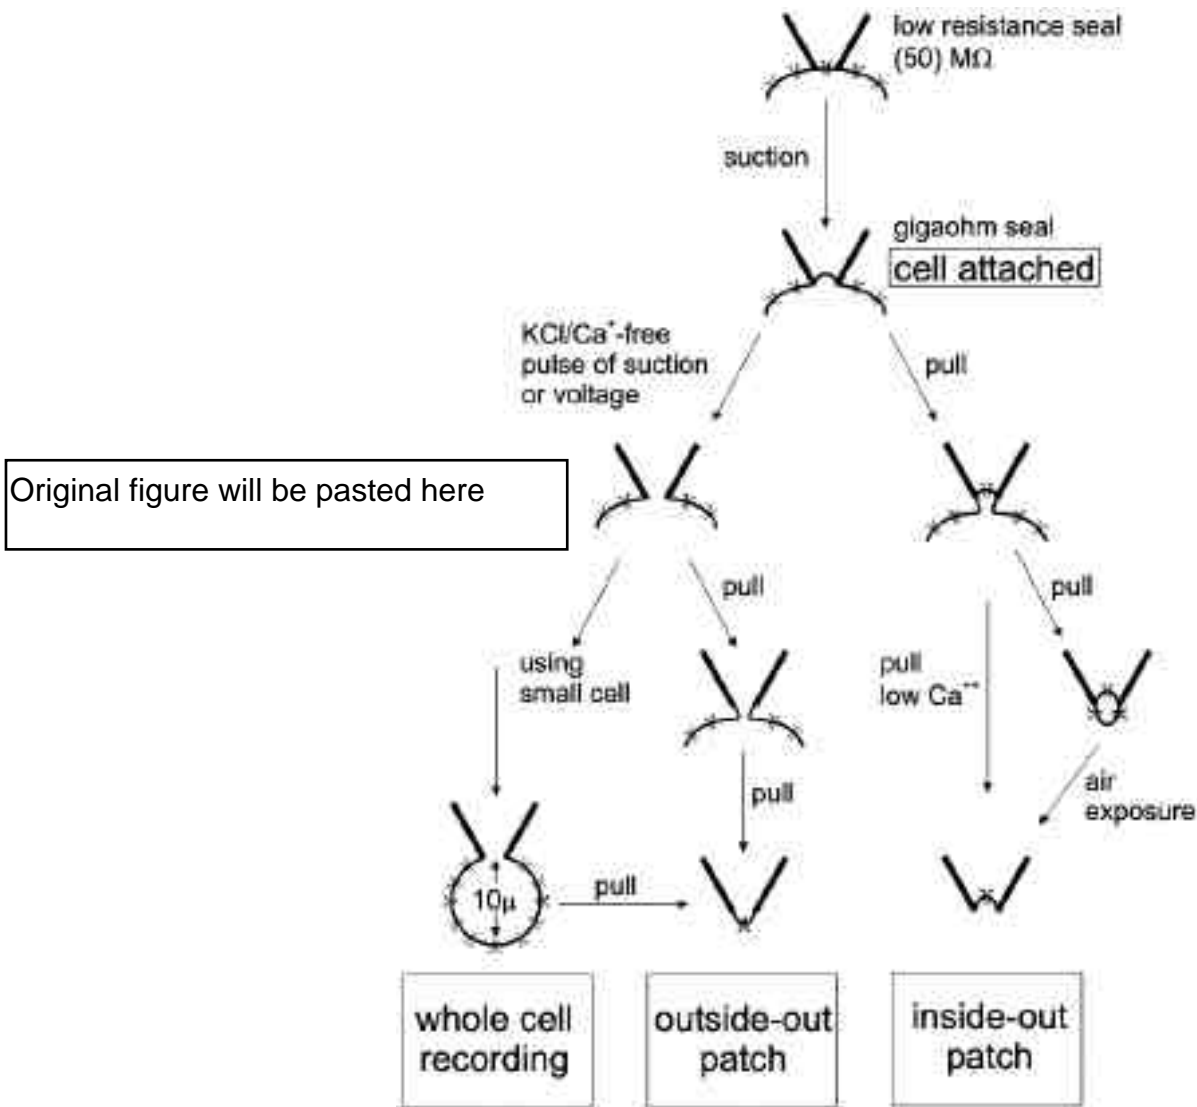 low resistance seal
(50) MΩ
suction
gigaohm seal
cell attached
KCl/Ca⁺-free
pulse of suction
or voltage
pull
Original figure will be pasted here
pull
pull
using
small cell
pull
low Ca⁺⁺
pull
air
exposure
10μ
pull
whole cell
recording
outside-out
patch
inside-out
patch